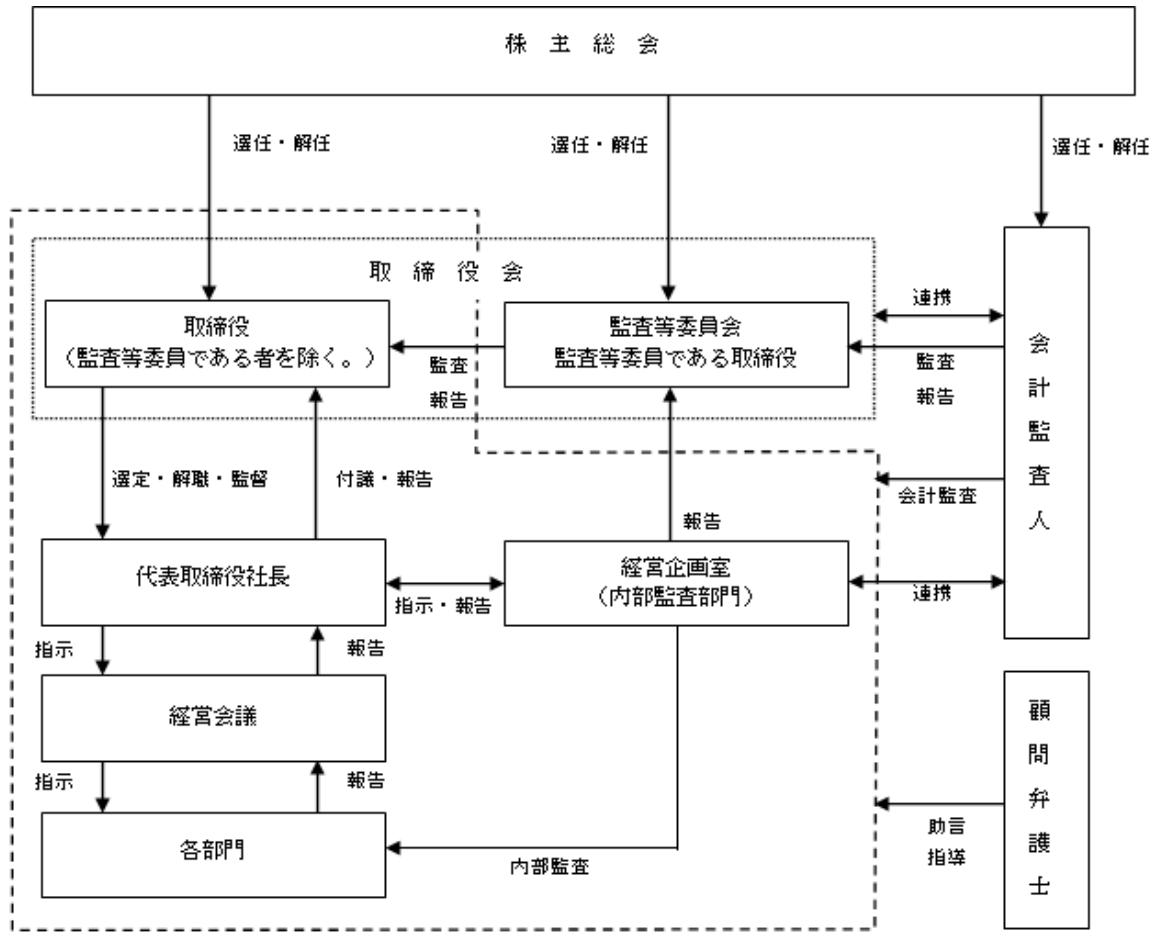 株主総会
選任・解任
選任・解任
選任・解任
取締役会
取締役
(監査等委員である者を除く。)
監査等委員会
監査等委員である取締役
監査
報告
連携
監査
報告
会計監査人
選定・解職・監督
付議・報告
報告
会計監査
代表取締役社長
指示・報告
経営企画室
(内部監査部門)
連携
指示
報告
経営会議
指示
報告
各部門
内部監査
顧問弁護士
助言
指導